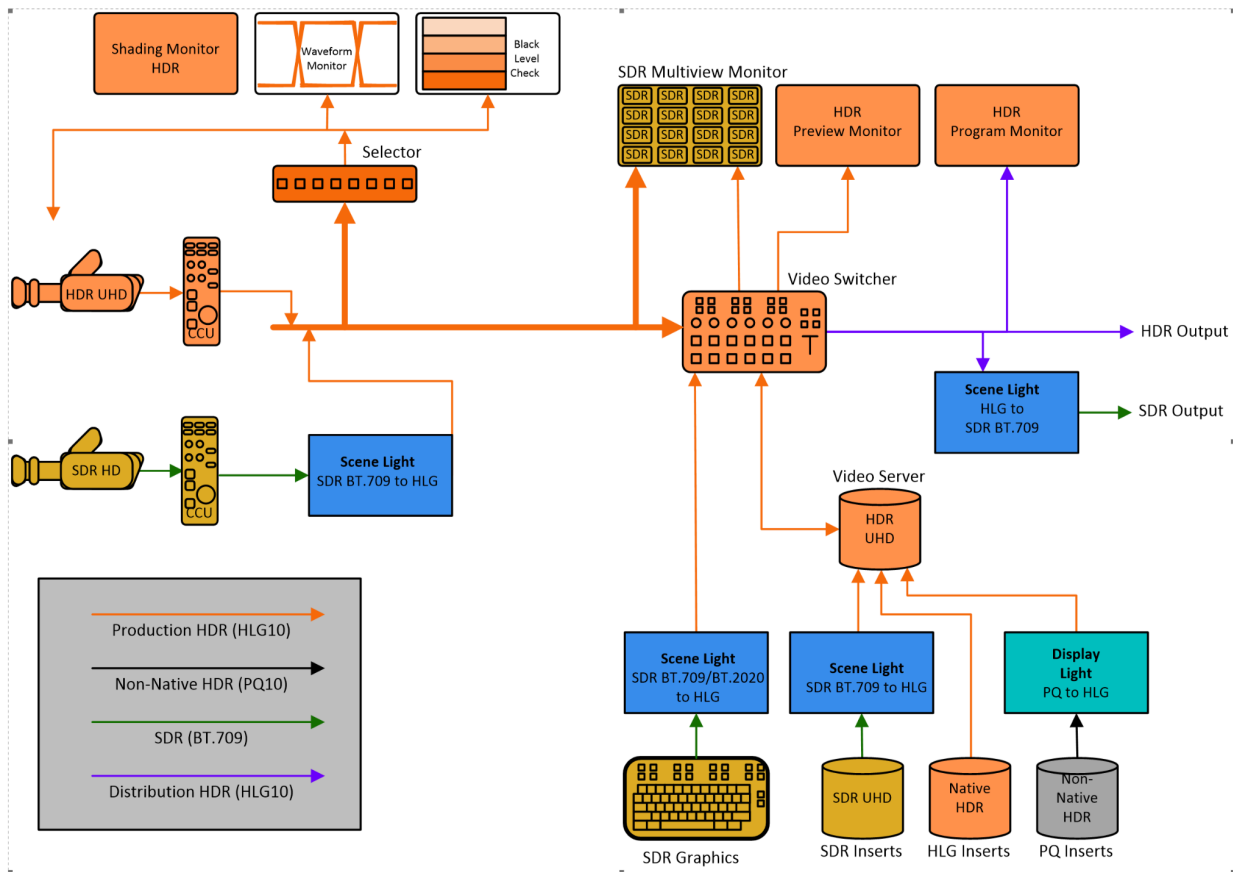 Shading Monitor
HDR
Waveform
Monitor
Black
Level
Check
SDR Multiview Monitor
SDR SDR SDR SDR
SDR SDR SDR SDR
SDR SDR SDR SDR
SDR SDR SDR SDR
HDR
Preview Monitor
HDR
Program Monitor
Selector
HDR UHD
CCU
Video Switcher
HDR Output
Scene Light
HLG to
SDR BT.709
SDR Output
SDR HD
CCU
Scene Light
SDR BT.709 to HLG
Video Server
HDR
UHD
Production HDR (HLG10)
Non-Native HDR (PQ10)
SDR (BT.709)
Distribution HDR (HLG10)
Scene Light
SDR BT.709/BT.2020
to HLG
Scene Light
SDR BT.709 to HLG
Display
Light
PQ to HLG
SDR UHD
Native
HDR
Non-
Native
HDR
SDR Graphics
SDR Inserts
HLG Inserts
PQ Inserts